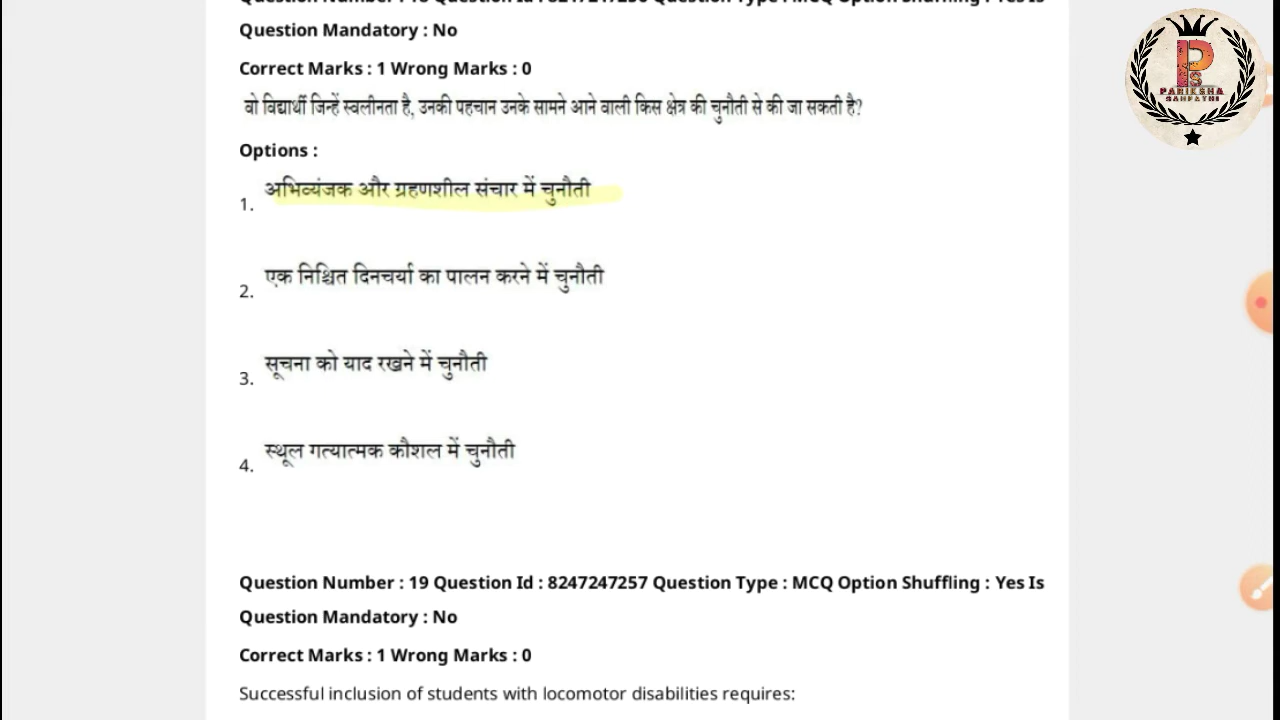 Question Mandatory : No
Correct Marks : 1 Wrong Marks : 0
वो विद्यार्थी जिन्हें स्वलीनता है, उनकी पहचान उनके सामने आने वाली किस क्षेत्र की चुनौती से की जा सकती है?
Options :
1. अभिव्यंजक और ग्रहणशील संचार में चुनौती
2. एक निश्चित दिनचर्या का पालन करने में चुनौती
3. सूचना को याद रखने में चुनौती
4. स्थूल गत्यात्मक कौशल में चुनौती
Question Number : 19 Question Id : 8247247257 Question Type : MCQ Option Shuffling : Yes Is
Question Mandatory : No
Correct Marks : 1 Wrong Marks : 0
Successful inclusion of students with locomotor disabilities requires:
PS
PARIKSHA
SANPATHI